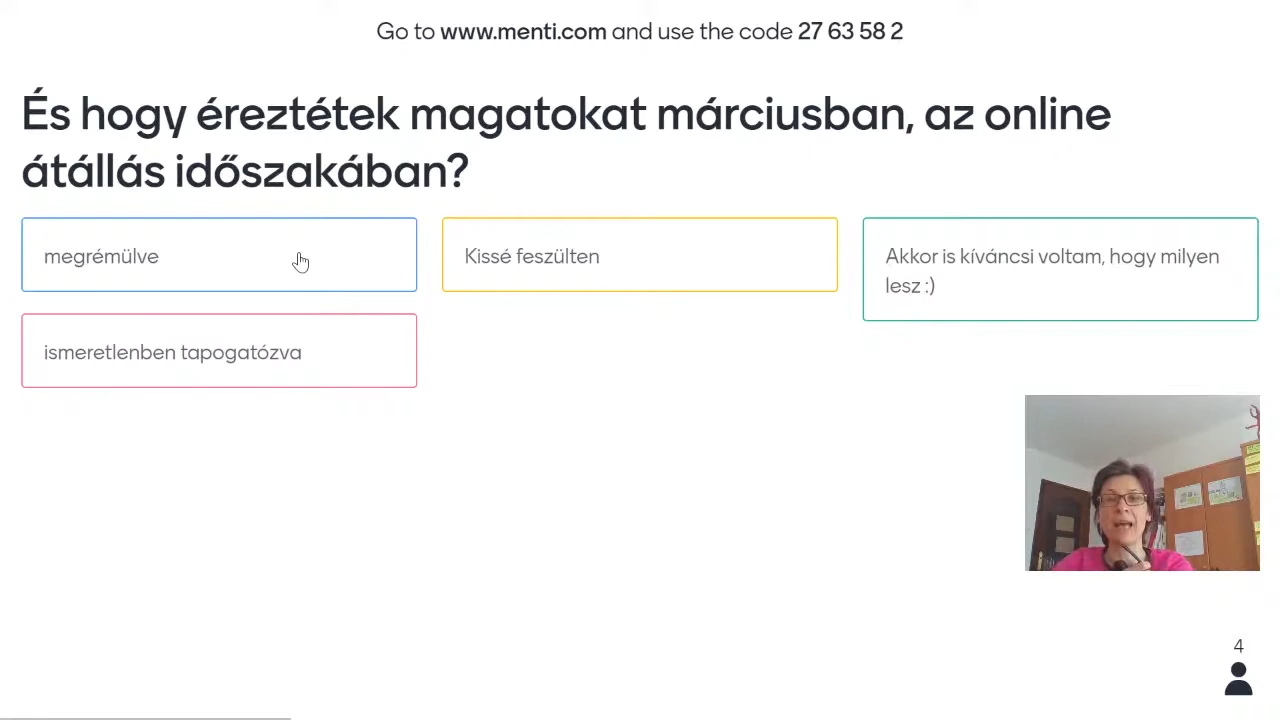 Go to www.menti.com and use the code 27 63 58 2
És hogy éreztétek magatokat márciusban, az online
átállás időszakában?
megrémülve
Kissé feszülten
Akkor is kíváncsi voltam, hogy milyen
lesz :)
ismeretlenben tapogatózva
4